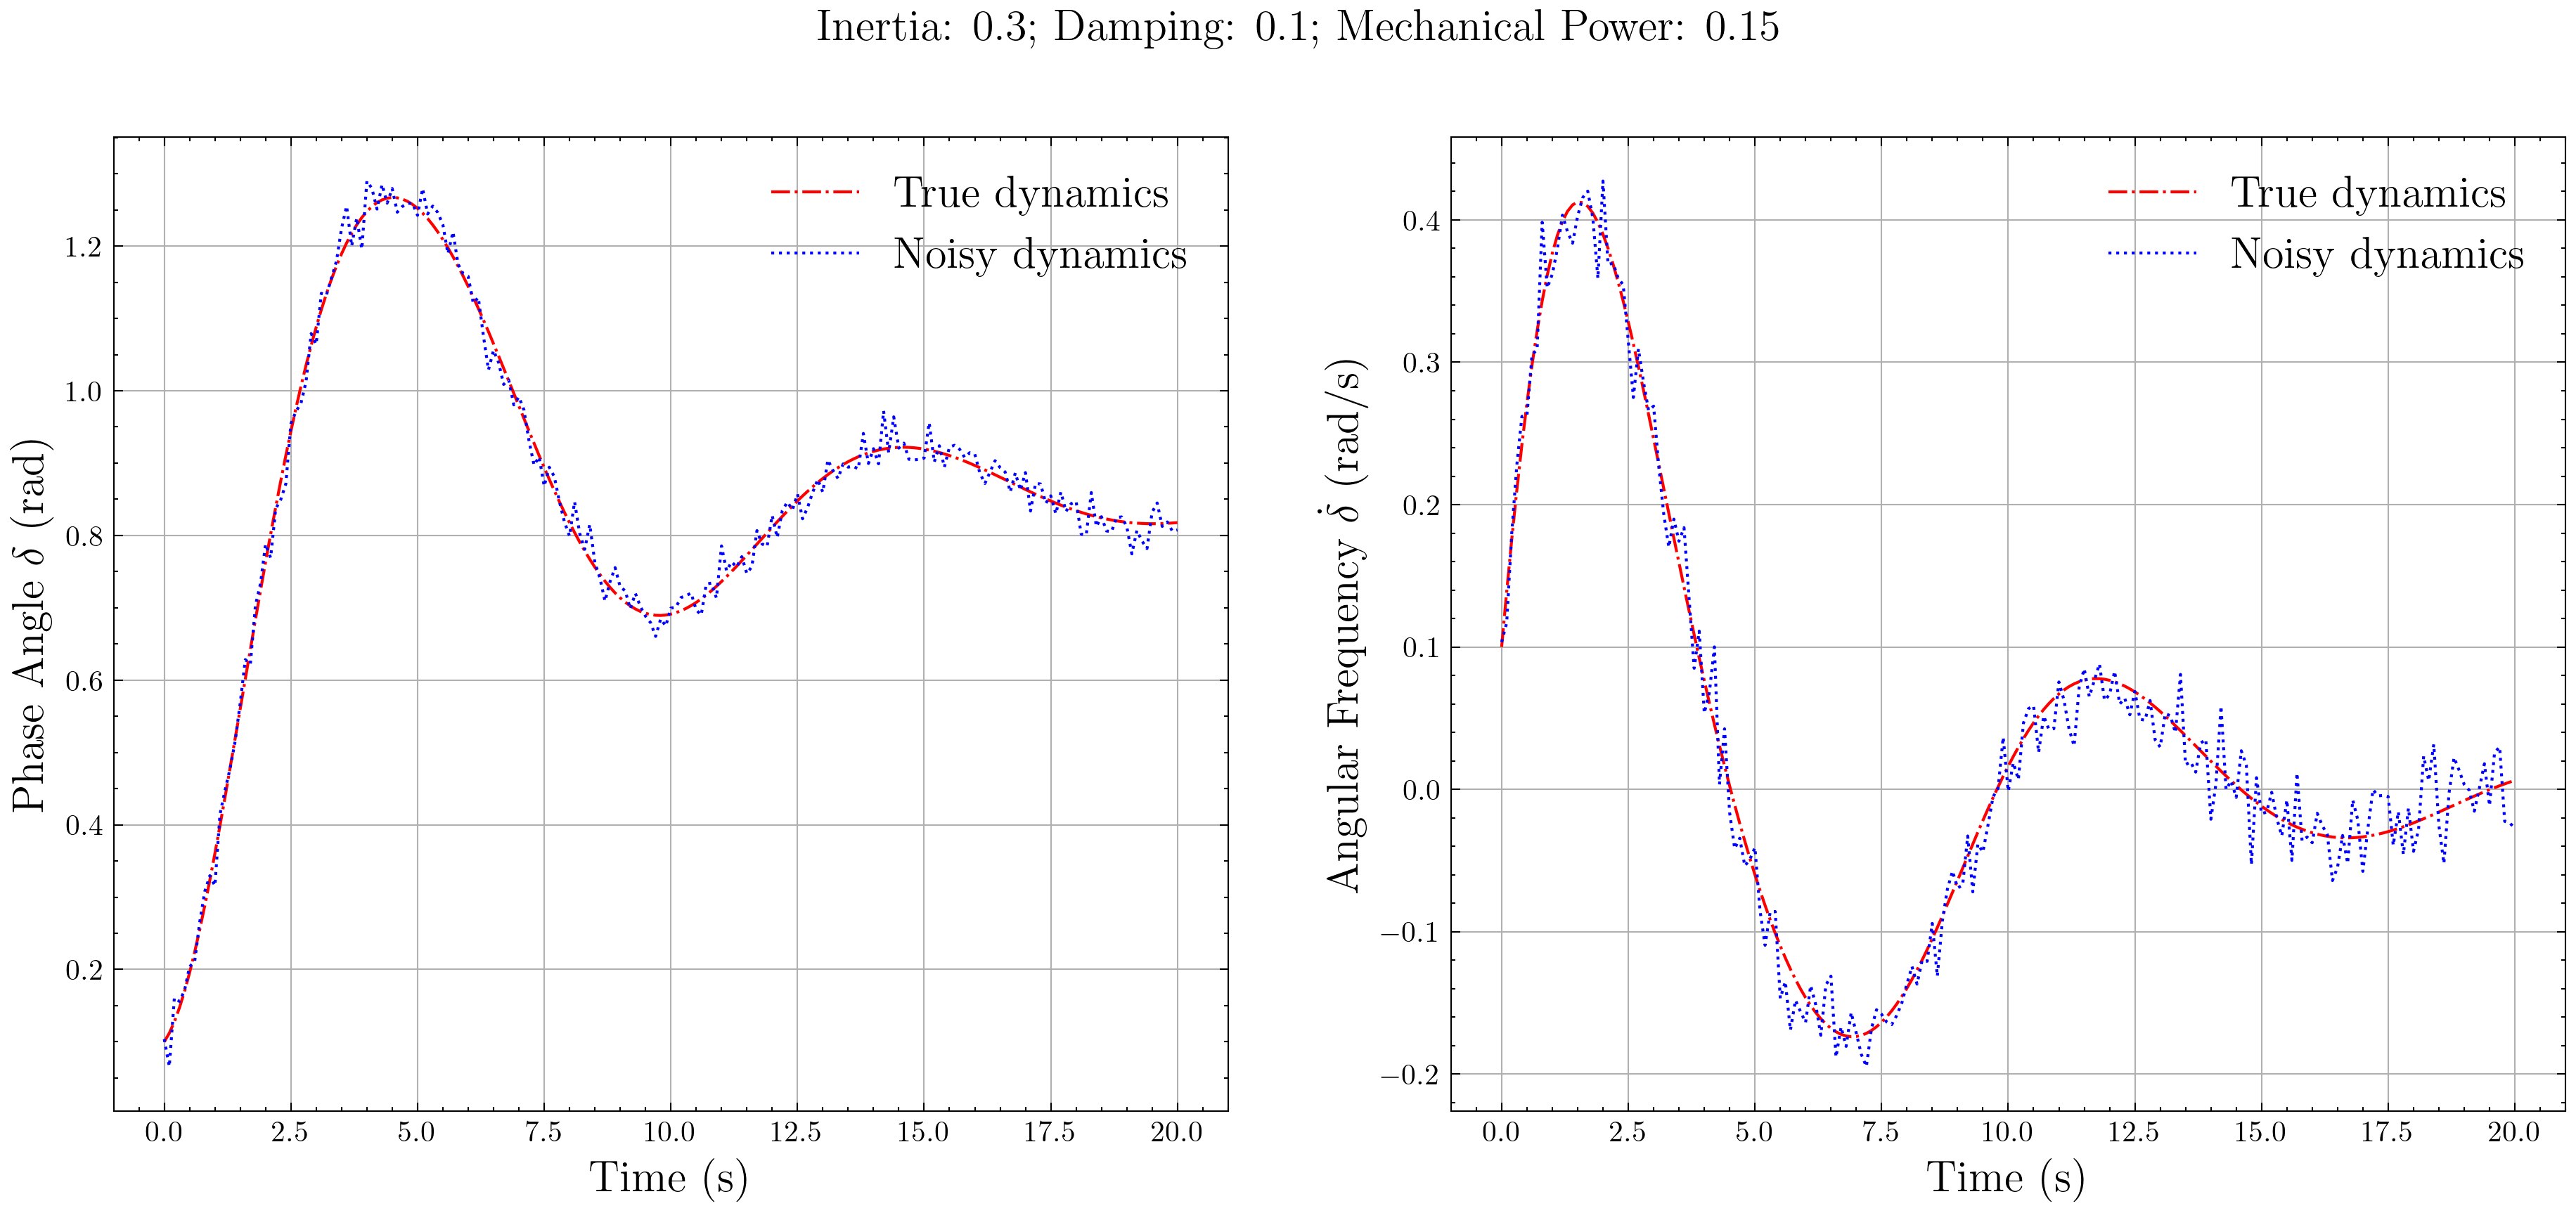 Inertia: 0.3; Damping: 0.1; Mechanical Power: 0.15
Phase Angle δ (rad)
1.2
1.0
0.8
0.6
0.4
0.2
0.0 2.5 5.0 7.5 10.0 12.5 15.0 17.5 20.0
Time (s)
True dynamics
Noisy dynamics
Angular Frequency δ̇ (rad/s)
0.4
0.3
0.2
0.1
0.0
−0.1
−0.2
0.0 2.5 5.0 7.5 10.0 12.5 15.0 17.5 20.0
Time (s)
True dynamics
Noisy dynamics